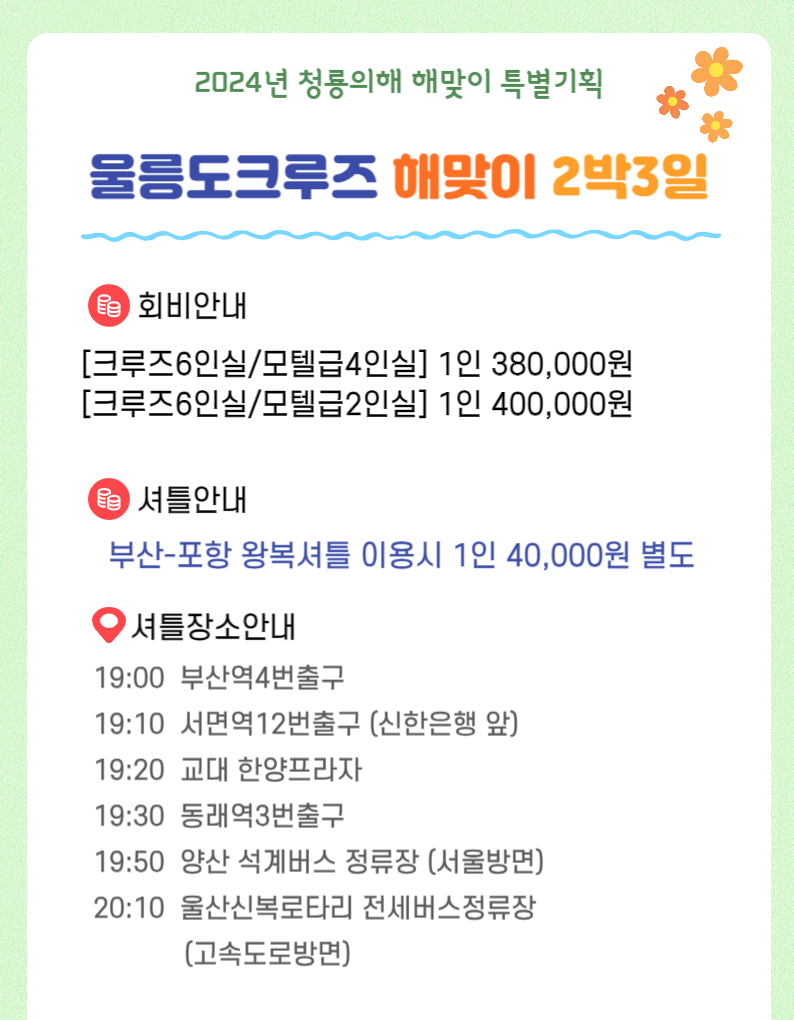 2024년 청룡의해 해맞이 특별기획
울릉도크루즈 해맞이 2박3일
회비안내
[크루즈6인실/모텔급4인실] 1인 380,000원
[크루즈6인실/모텔급2인실] 1인 400,000원
셔틀안내
부산-포항 왕복셔틀 이용시 1인 40,000원 별도
셔틀장소안내
19:00 부산역4번출구
19:10 서면역12번출구 (신한은행 앞)
19:20 교대 한양프라자
19:30 동래역3번출구
19:50 양산 석계버스 정류장 (서울방면)
20:10 울산신복로타리 전세버스정류장
(고속도로방면)